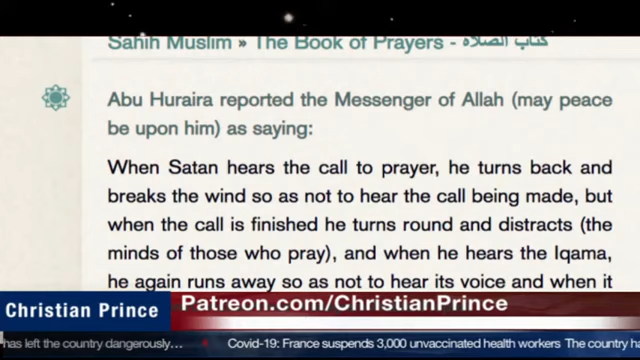 Sahih Muslim » The Book of Prayers - كتاب الصلاة
Abu Huraira reported the Messenger of Allah (may peace
be upon him) as saying:
When Satan hears the call to prayer, he turns back and
breaks the wind so as not to hear the call being made, but
when the call is finished he turns round and distracts (the
minds of those who pray), and when he hears the Iqama,
he again runs away so as not to hear its voice and when it
Christian Prince
Patreon.com/ChristianPrince
has left the country dangerously...
Covid-19: France suspends 3,000 unvaccinated health workers The country ha